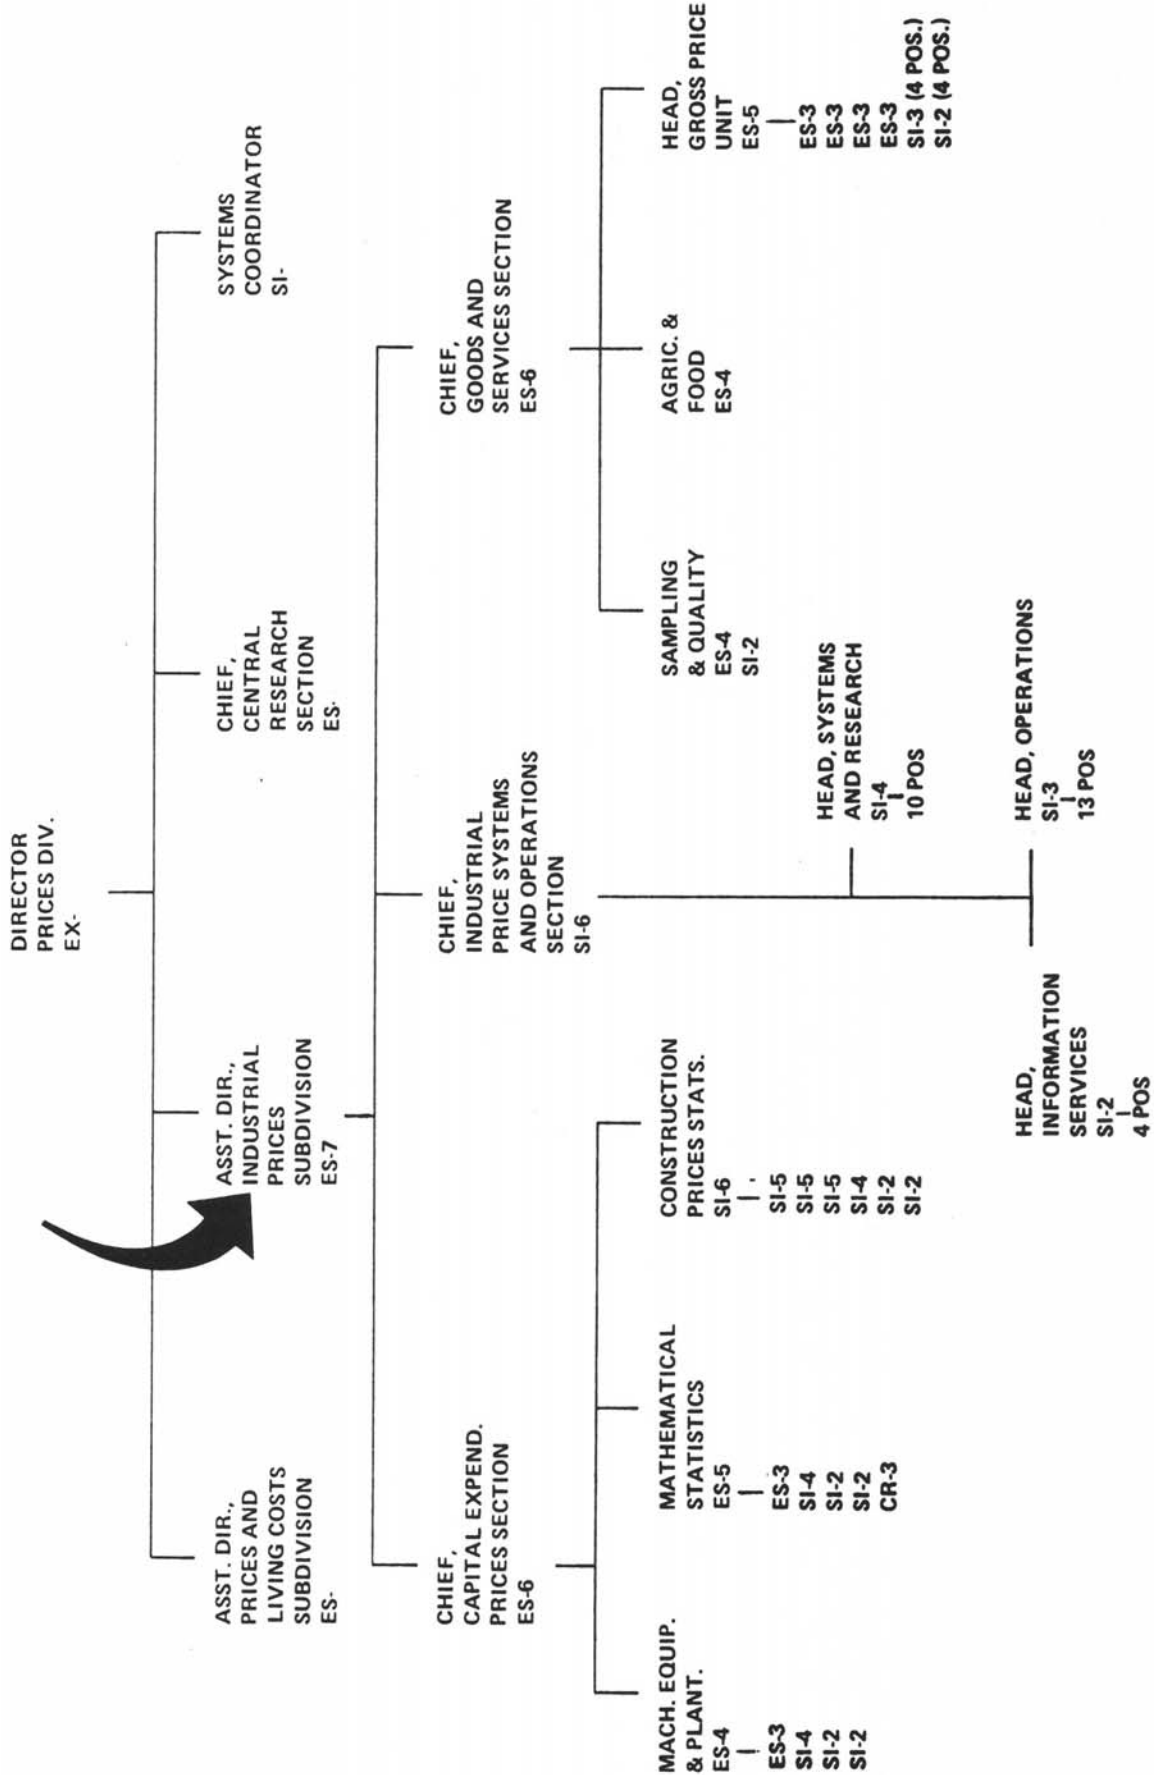 DIRECTOR
PRICES DIV.
EX-
ASST. DIR.,
PRICES AND
LIVING COSTS
SUBDIVISION
ES-
ASST. DIR.,
INDUSTRIAL
PRICES
SUBDIVISION
ES-7
CHIEF,
CENTRAL
RESEARCH
SECTION
ES-
SYSTEMS
COORDINATOR
SI-
CHIEF,
CAPITAL EXPEND.
PRICES SECTION
ES-6
CHIEF,
INDUSTRIAL
PRICE SYSTEMS
AND OPERATIONS
SECTION
SI-6
CHIEF,
GOODS AND
SERVICES SECTION
ES-6
MACH. EQUIP.
& PLANT.
ES-4
ES-3
SI-4
SI-2
SI-2
MATHEMATICAL
STATISTICS
ES-5
ES-3
SI-4
SI-2
SI-2
CR-3
CONSTRUCTION
PRICES STATS.
SI-6
SI-5
SI-5
SI-5
SI-4
SI-2
SI-2
SAMPLING
& QUALITY
ES-4
SI-2
AGRIC. &
FOOD
ES-4
HEAD,
GROSS PRICE
UNIT
ES-5
ES-3
ES-3
ES-3
ES-3
SI-3 (4 POS.)
SI-2 (4 POS.)
HEAD, SYSTEMS
AND RESEARCH
SI-4
10 POS
HEAD,
INFORMATION
SERVICES
SI-2
4 POS
HEAD, OPERATIONS
SI-3
13 POS